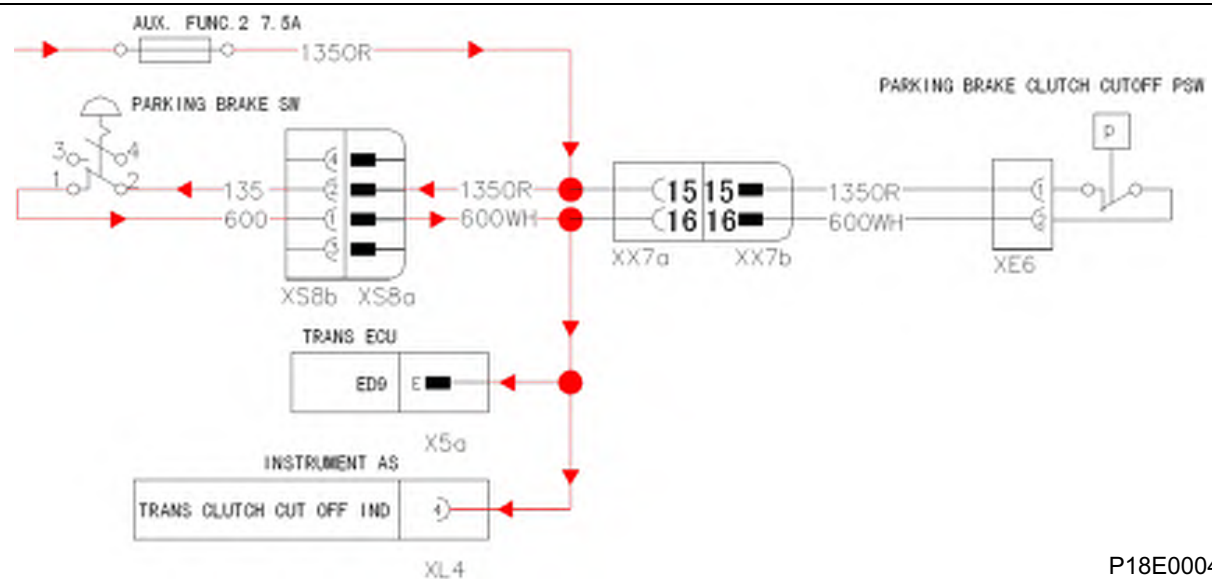 AUX. FUNC.2 7.5A
1350R
PARKING BRAKE SW
PARKING BRAKE CLUTCH CUTOFF PSW
P
3 4
1 2
4
135 2 1350R 15 15 1350R 1
600 1 600WH 16 16 600WH 2
3
XX7a XX7b XE6
XS8b XS8a
TRANS ECU
ED9 E
X5a
INSTRUMENT AS
TRANS CLUTCH CUT OFF IND 4
XL4
P18E0004